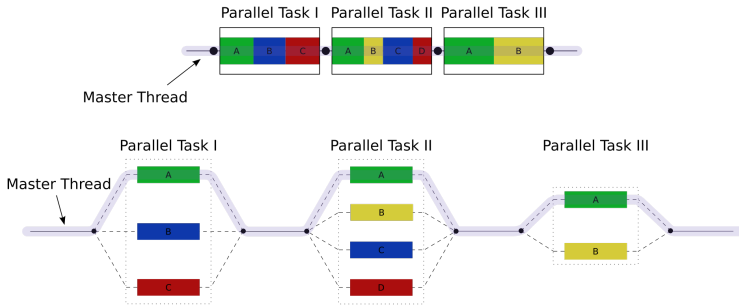 Parallel Task I Parallel Task II Parallel Task III
A B C A B C D A B
Master Thread
Parallel Task I Parallel Task II Parallel Task III
A A
Master Thread
A
B
B
C
B
C D